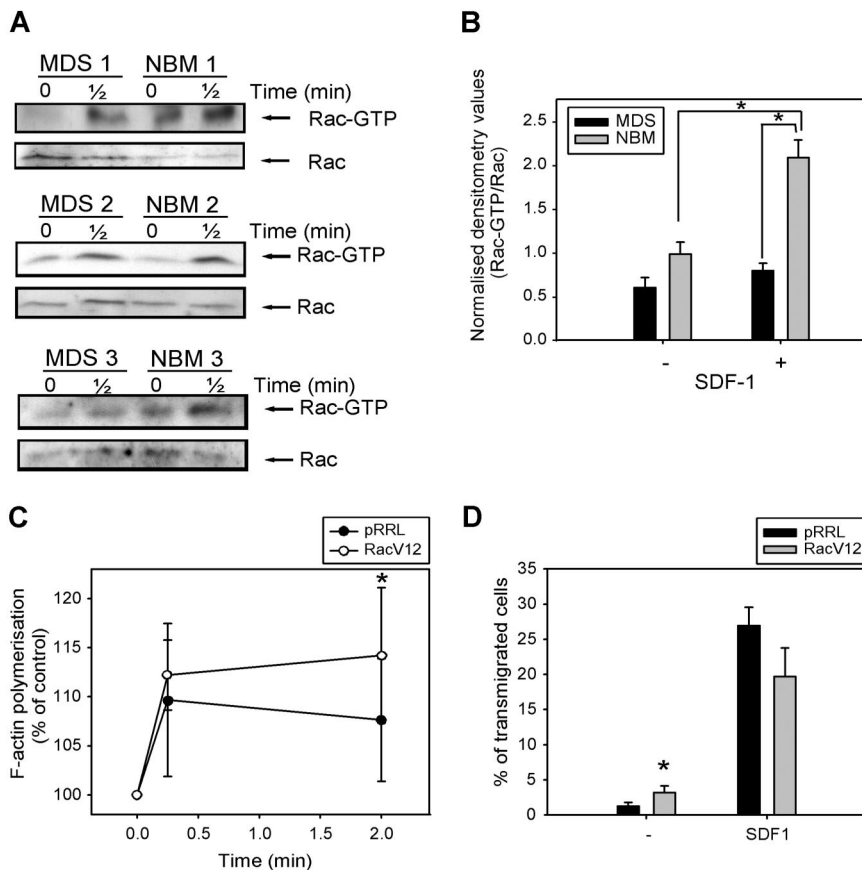 A
MDS 1 NBM 1
0 ½ 0 ½ Time (min)
Rac-GTP
Rac
MDS 2 NBM 2
0 ½ 0 ½ Time (min)
Rac-GTP
Rac
MDS 3 NBM 3
0 ½ 0 ½ Time (min)
Rac-GTP
Rac
B
Normalised densitometry values
(Rac-GTP/Rac)
2.5
2.0
1.5
1.0
0.5
0.0
MDS
NBM
*
*
- +
SDF-1
C
pRRL
RacV12
F-actin polymerisation
(% of control)
120
115
110
105
100
*
0.0 0.5 1.0 1.5 2.0
Time (min)
D
pRRL
RacV12
% of transmigrated cells
35
30
25
20
15
10
5
0
*
- SDF1